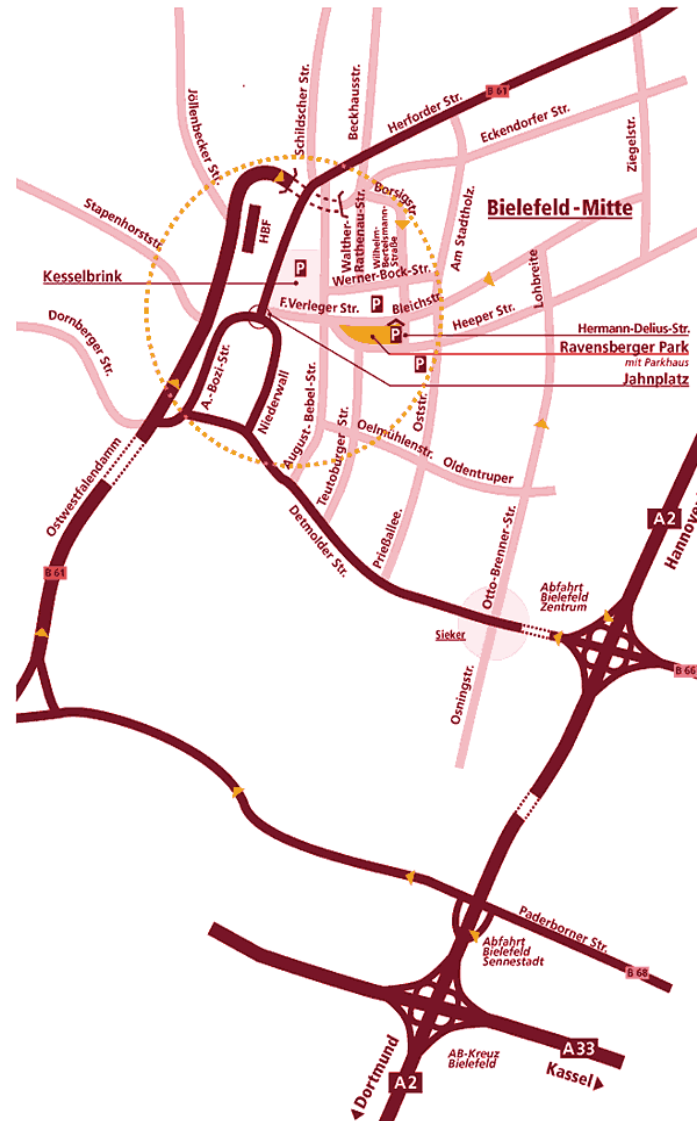 Jöllenbecker Str.
Schildscher Str.
Beckhausstr.
Herforder Str.
B 61
Eckendorfer Str.
Ziegelstr.
Stapenhorststr.
HBF
Walther-
Rathenau-Str.
Wilhelm-
Bertelsmann-
Straße
Borsigstr.
Am Stadtholz.
Bielefeld-Mitte
Kesselbrink
P
Werner-Bock-Str.
Lohbreite
F.Verleger Str.
P
Bleichstr.
Heeper Str.
Dornberger Str.
P
Hermann-Delius-Str.
Ravensberger Park
mit Parkhaus
Jahnplatz
P
A.-Bozi-Str.
Niederwall
August-Bebel-Str.
Teutoburger Str.
Oststr.
Oelmühlenstr.
Oldentruper
Ostwestfalendamm
Detmolder Str.
Prießallee.
Otto-Brenner-Str.
A2
Hannover
B 61
Abfahrt
Bielefeld
Zentrum
Sieker
B 66
Osningstr.
Paderborner Str.
Abfahrt
Bielefeld
Sennestadt
B 68
A33
Kassel
AB-Kreuz
Bielefeld
Dortmund
A2